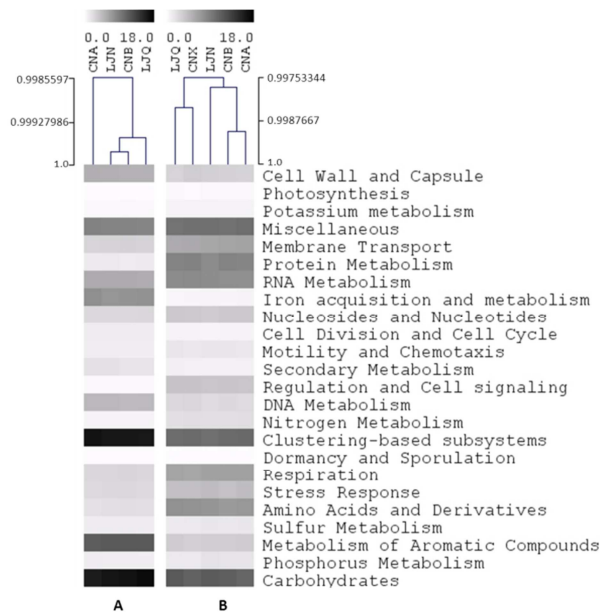 0.0 18.0 0.0 18.0
CNA LJN CNB LJQ LJQ CNX LJN CNB CNA
0.9985597 0.99753344
0.99927986 0.9987667
1.0 1.0
Cell Wall and Capsule
Photosynthesis
Potassium metabolism
Miscellaneous
Membrane Transport
Protein Metabolism
RNA Metabolism
Iron acquisition and metabolism
Nucleosides and Nucleotides
Cell Division and Cell Cycle
Motility and Chemotaxis
Secondary Metabolism
Regulation and Cell signaling
DNA Metabolism
Nitrogen Metabolism
Clustering-based subsystems
Dormancy and Sporulation
Respiration
Stress Response
Amino Acids and Derivatives
Sulfur Metabolism
Metabolism of Aromatic Compounds
Phosphorus Metabolism
Carbohydrates
A B